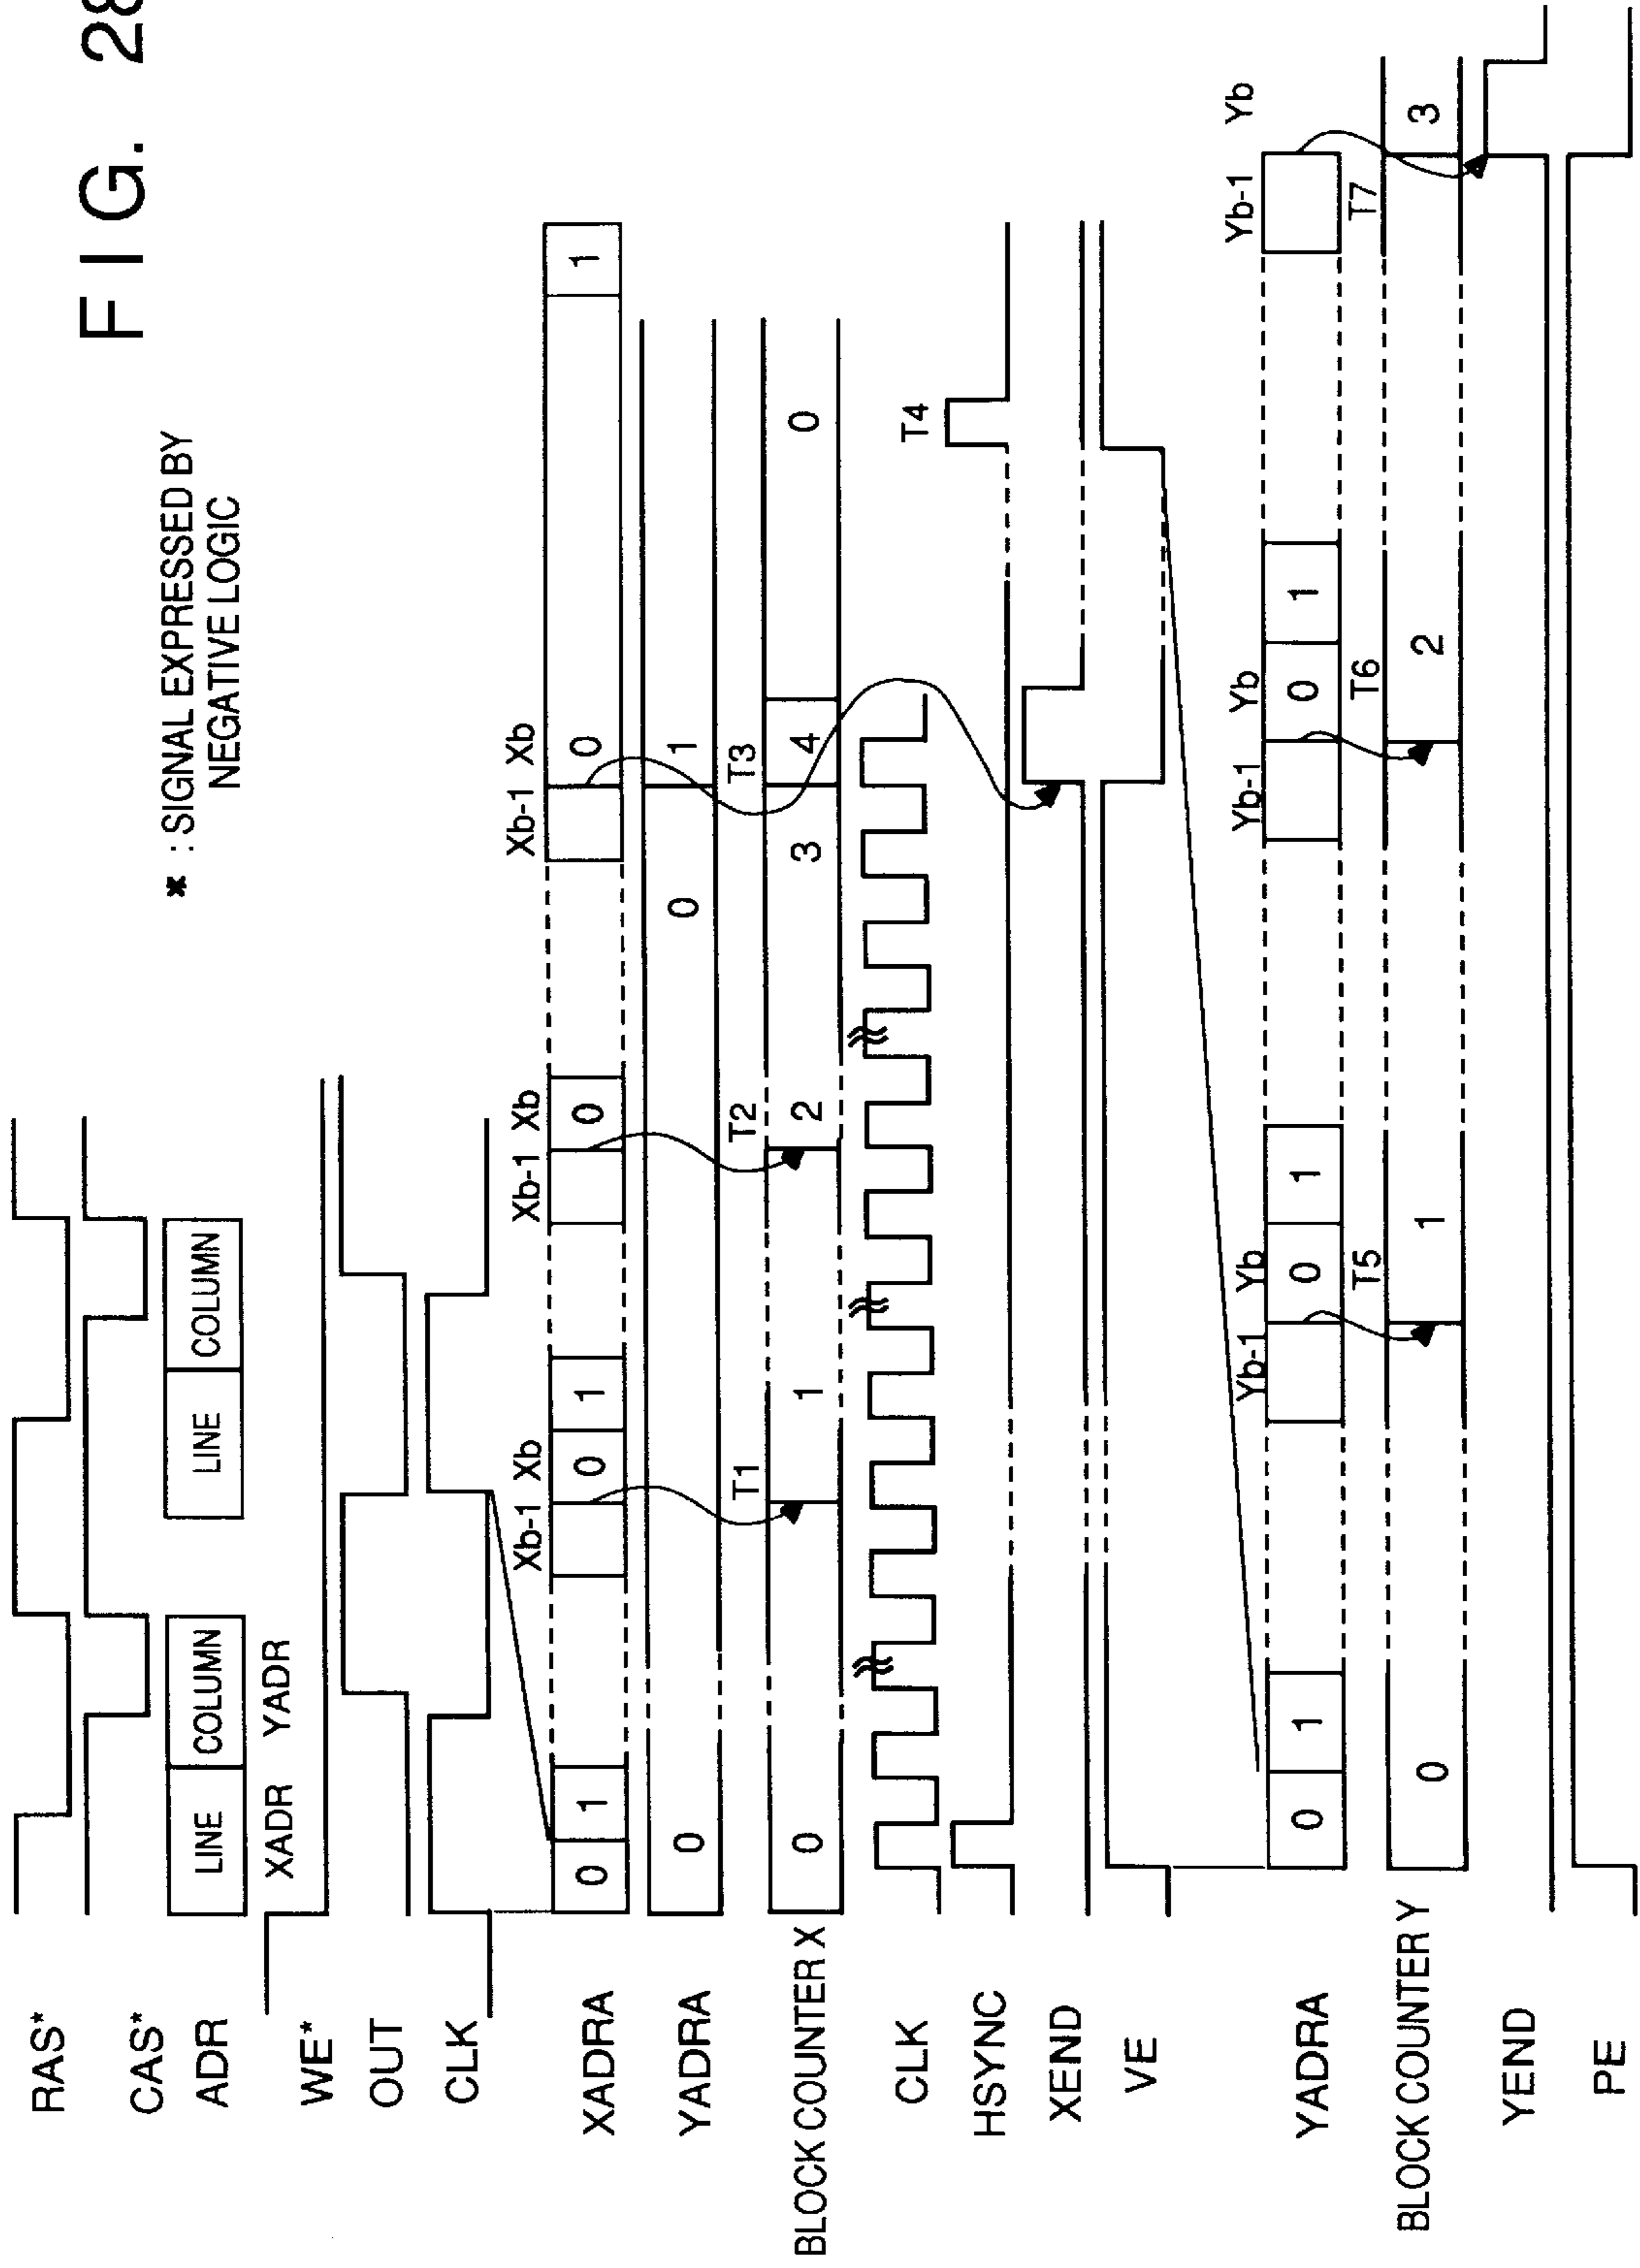 FIG. 28
* : SIGNAL EXPRESSED BY
NEGATIVE LOGIC
RAS*
CAS*
ADR LINE COLUMN LINE COLUMN
XADR YADR
WE*
OUT
CLK
Xb-1 Xb Xb-1 Xb Xb-1 Xb
XADRA 0 1 0 1 0 0 1
YADRA 0 0 1
T1 T2 T3
BLOCK COUNTER X 0 1 2 3 4 0
CLK
T4
HSYNC
XEND
VE
Yb-1 Yb Yb-1 Yb Yb-1 Yb
YADRA 0 1 0 1 0 1
T5 T6 T7
BLOCK COUNTER Y 0 1 2 3
YEND
PE